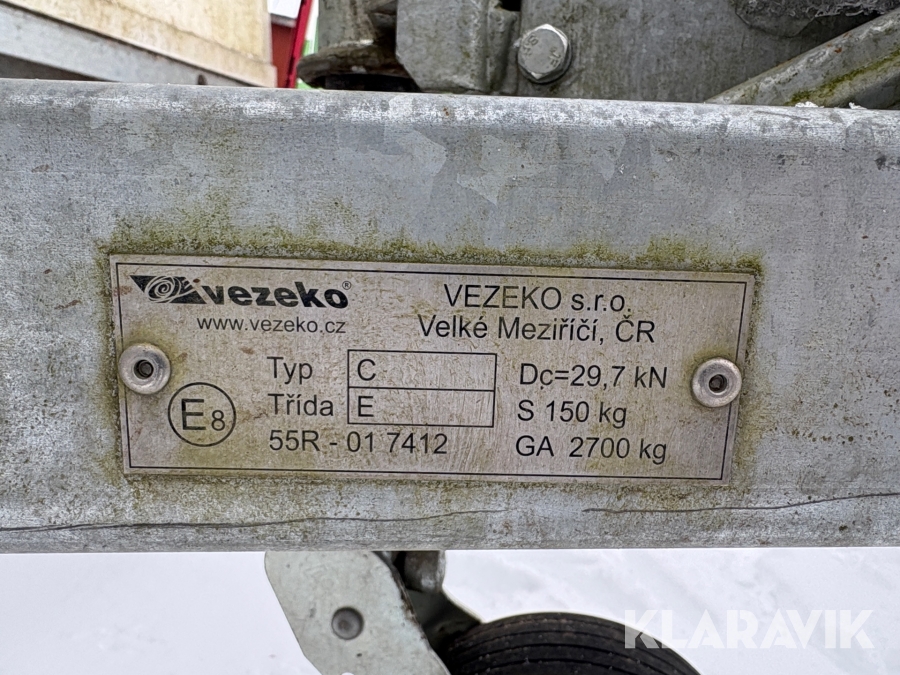 vezeko®
www.vezeko.cz
VEZEKO s.r.o.
Velké Meziříčí, ČR
Typ C
Třída E
E8
55R - 01 7412
Dc=29,7 kN
S 150 kg
GA 2700 kg
KLARAVIK